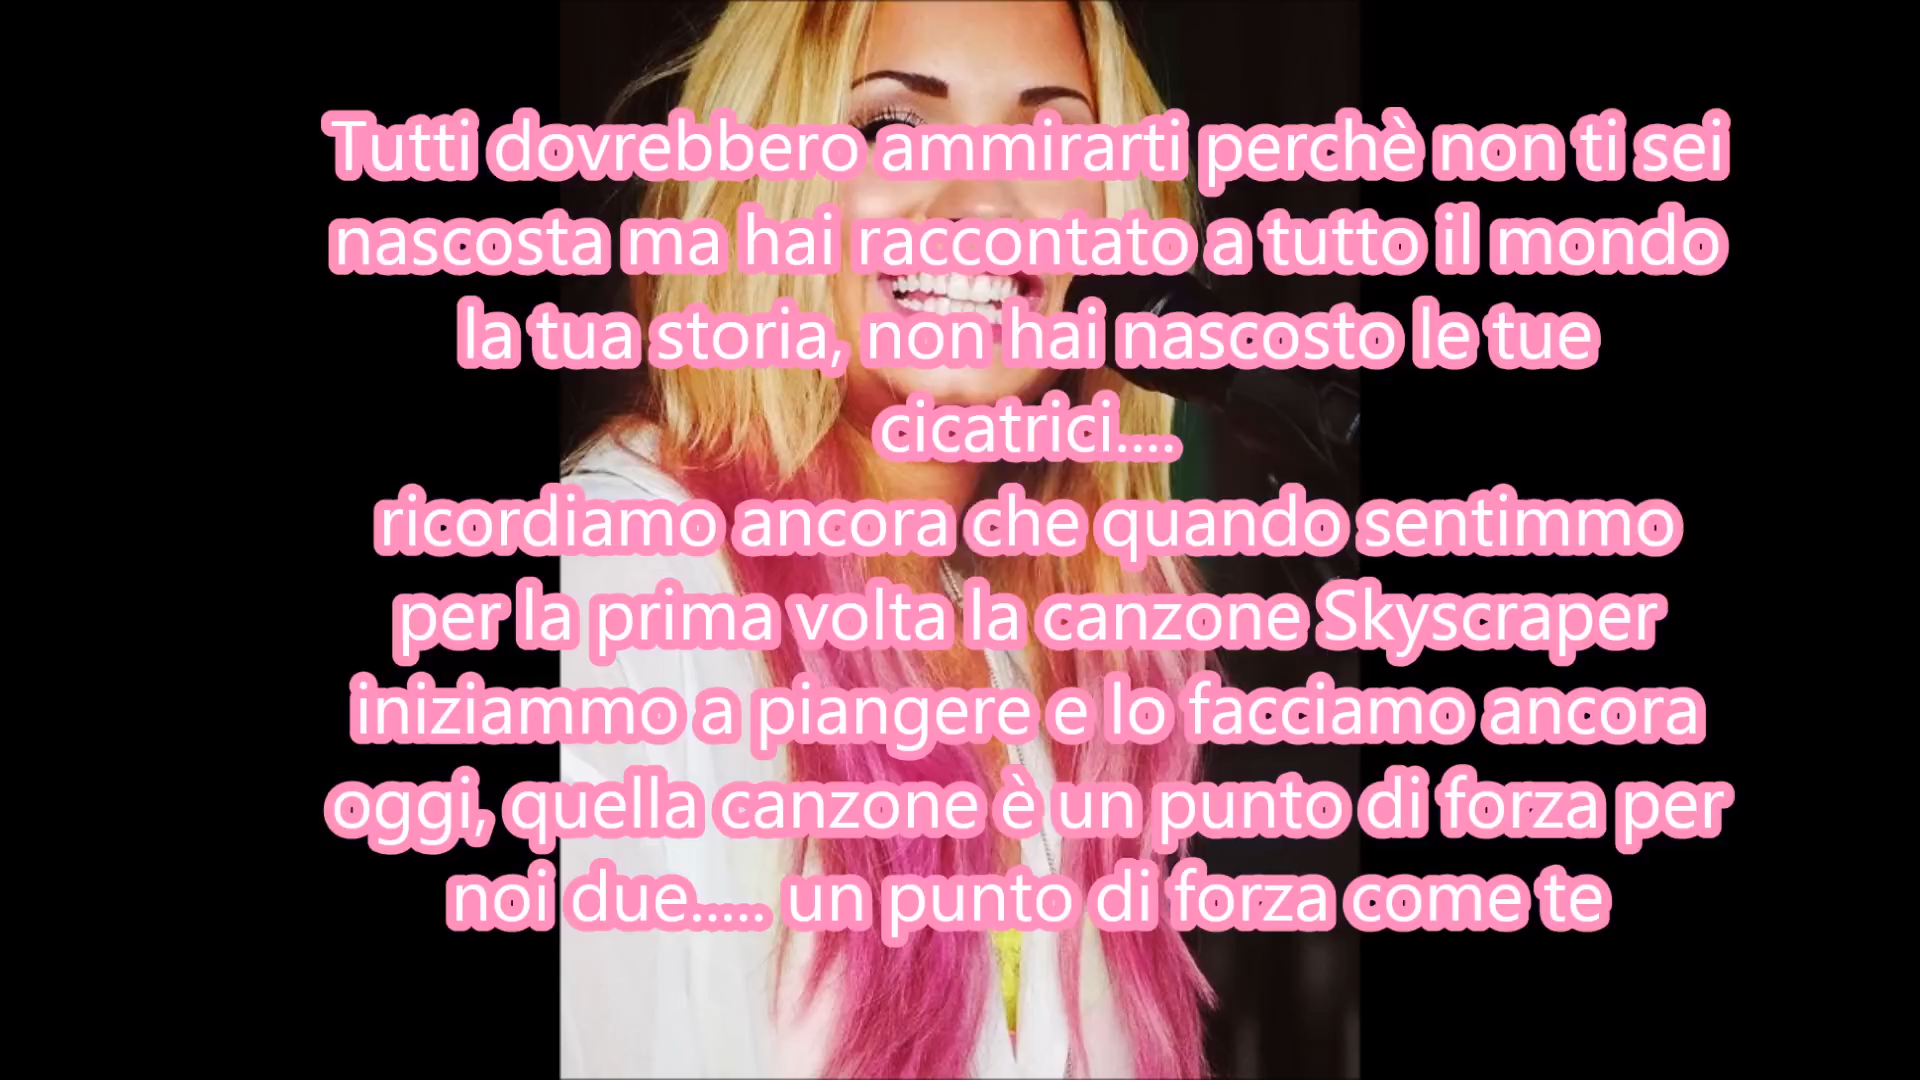 Tutti dovrebbero ammirarti perchè non ti sei
nascosta ma hai raccontato a tutto il mondo
la tua storia, non hai nascosto le tue
cicatrici....
ricordiamo ancora che quando sentimmo
per la prima volta la canzone Skyscraper
iniziammo a piangere e lo facciamo ancora
oggi, quella canzone è un punto di forza per
noi due..... un punto di forza come te